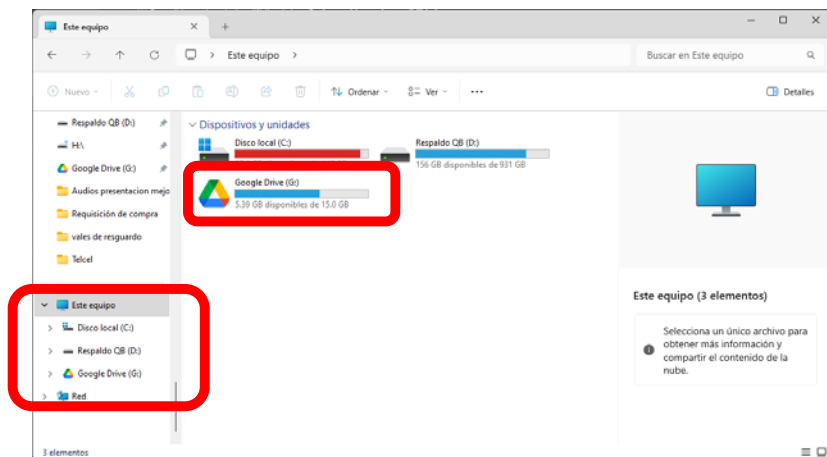 Este equipo
Este equipo
Buscar en Este equipo
Nuevo
Ordenar
Ver
Detalles
Respaldo QB (D:)
H:\
Google Drive (G:)
Audios presentacion mejo
Requisición de compra
vales de resguardo
Telcel
Este equipo
Disco local (C:)
Respaldo QB (D:)
Google Drive (G:)
Red
Dispositivos y unidades
Disco local (C:)
Respaldo QB (D:)
156 GB disponibles de 931 GB
Google Drive (G:)
5.39 GB disponibles de 15.0 GB
Este equipo (3 elementos)
Selecciona un único archivo para
obtener más información y
compartir el contenido de la
nube.
3 elementos